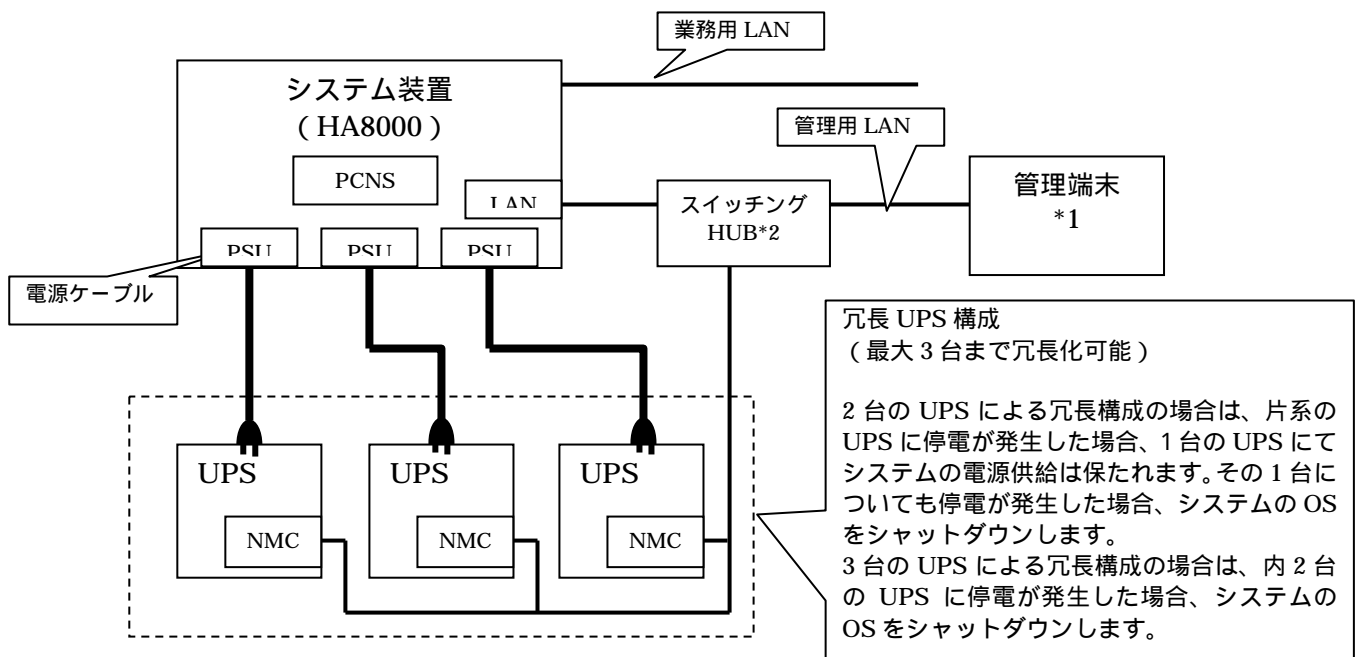 業務用 LAN
システム装置
（HA8000）
管理用 LAN
PCNS
管理端末
*1
LAN
スイッチング
HUB*2
PSU
PSU
PSU
電源ケーブル
冗長 UPS 構成
（最大 3 台まで冗長化可能）
2 台の UPS による冗長構成の場合は、片系の
UPS に停電が発生した場合、1 台の UPS にて
システムの電源供給は保たれます。その 1 台に
ついても停電が発生した場合、システムの OS
をシャットダウンします。
3 台の UPS による冗長構成の場合は、内 2 台
の UPS に停電が発生した場合、システムの
OS をシャットダウンします。
UPS
UPS
UPS
NMC
NMC
NMC